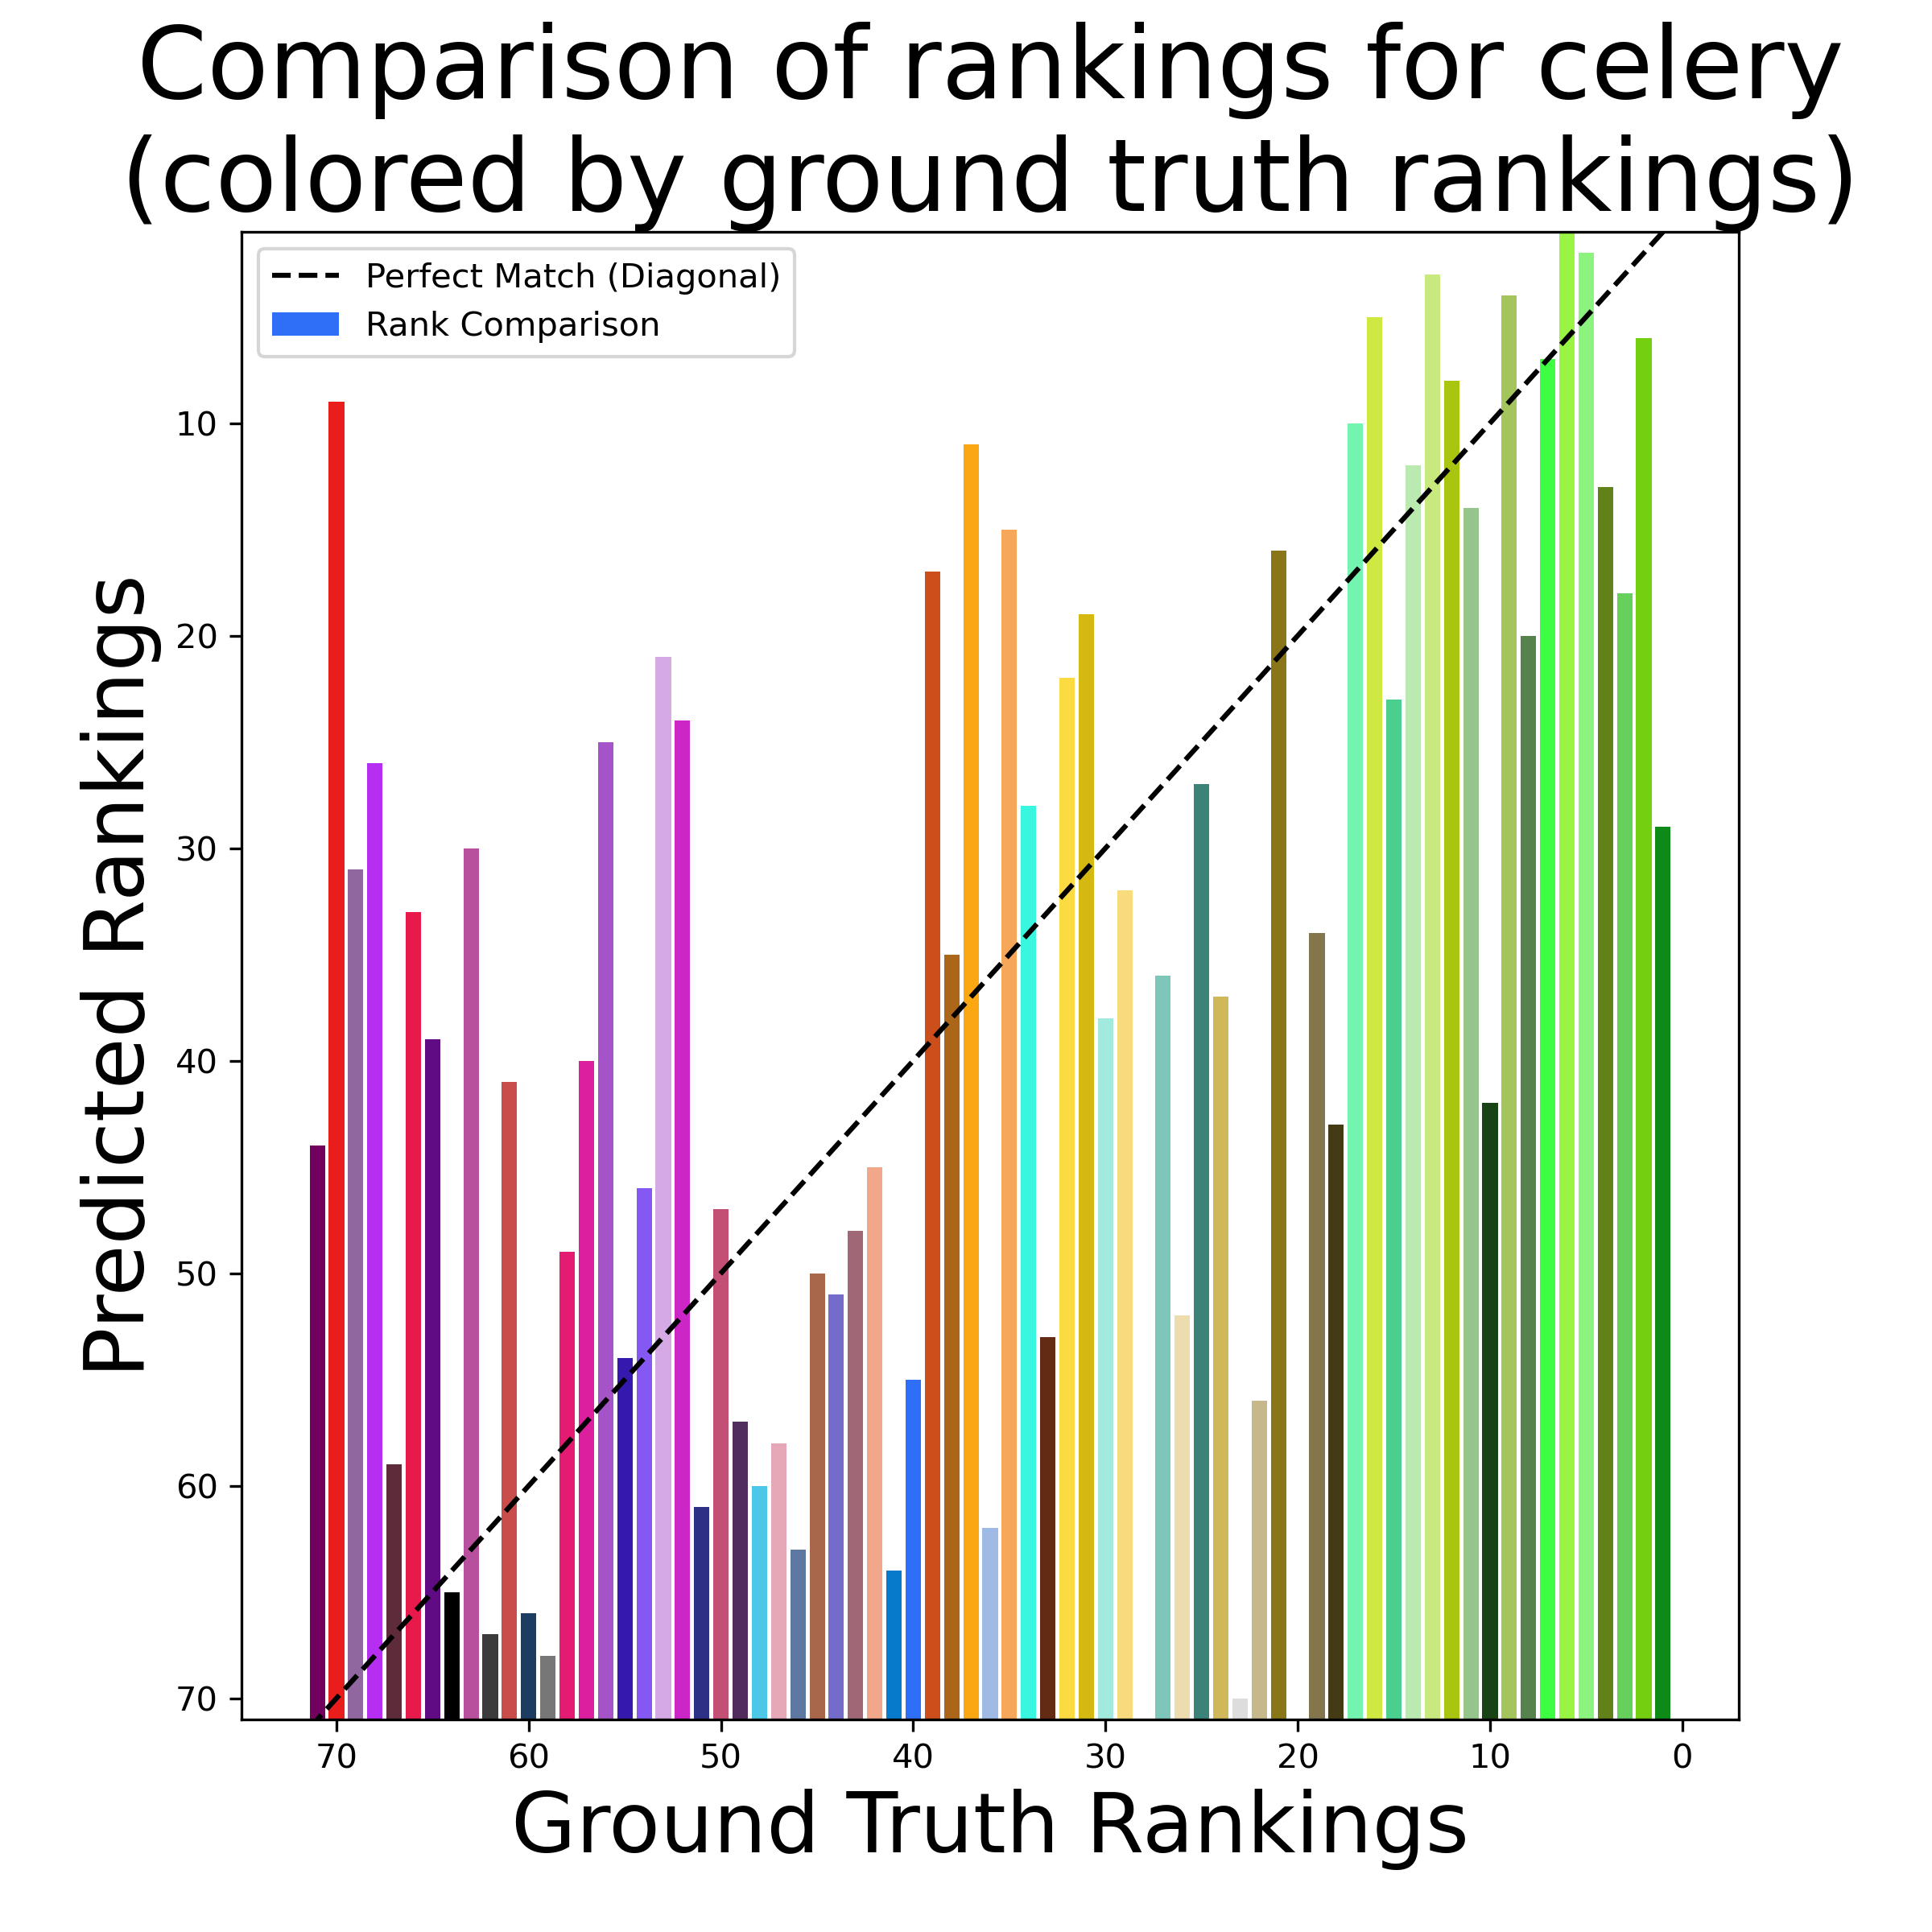 Comparison of rankings for celery
(colored by ground truth rankings)
Perfect Match (Diagonal)
Rank Comparison
Predicted Rankings
10
20
30
40
50
60
70
70 60 50 40 30 20 10 0
Ground Truth Rankings